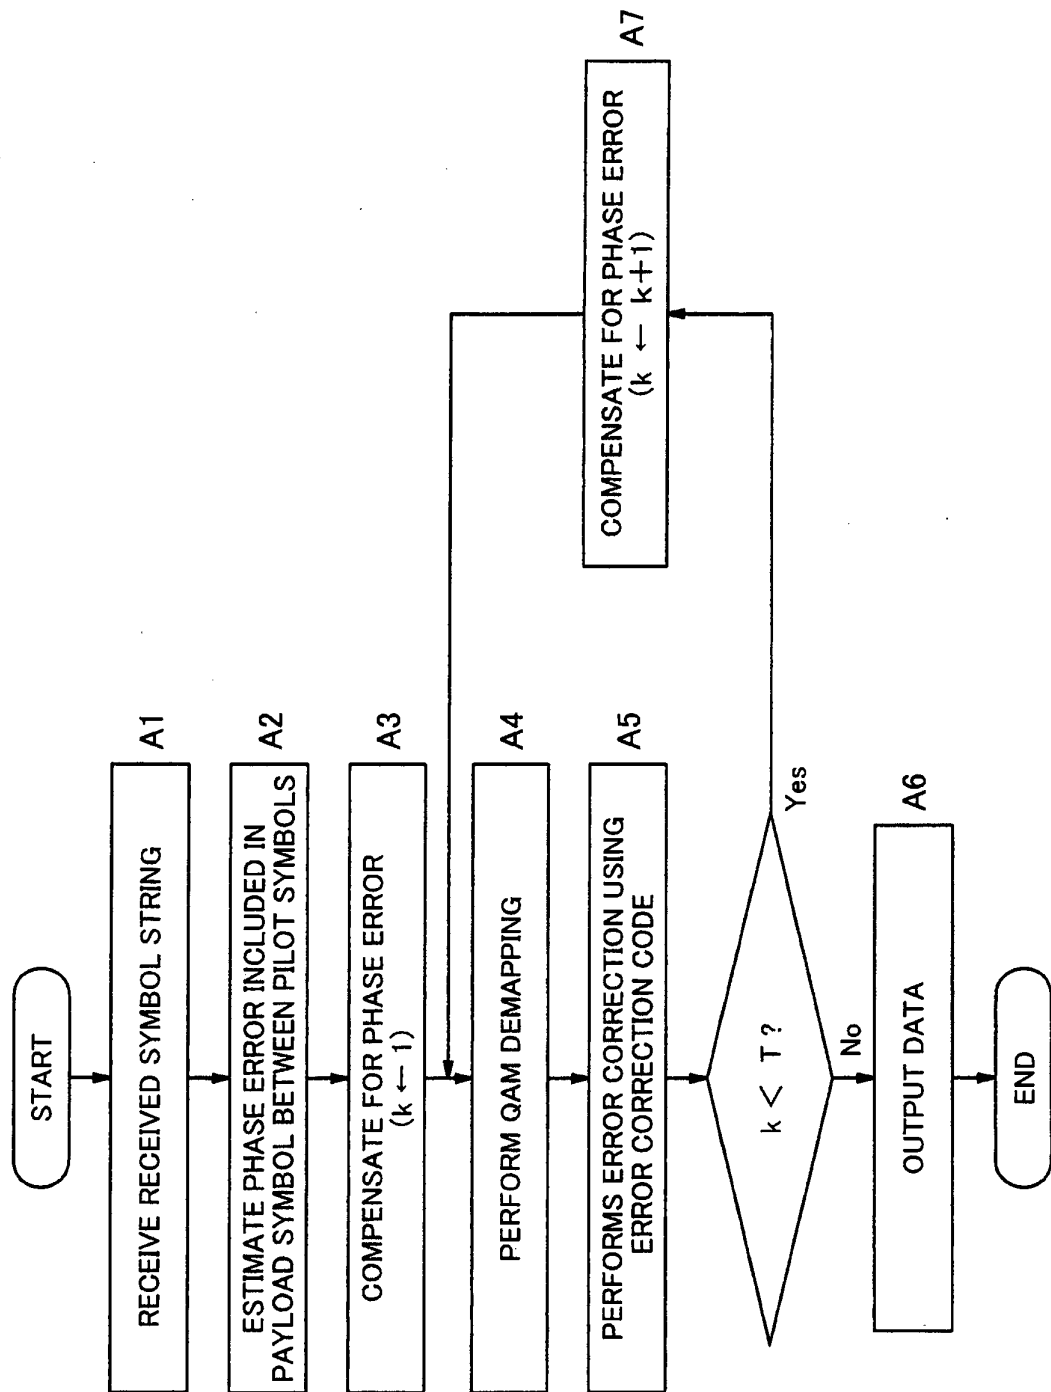 START
RECEIVE RECEIVED SYMBOL STRING
A1
ESTIMATE PHASE ERROR INCLUDED IN
PAYLOAD SYMBOL BETWEEN PILOT SYMBOLS
A2
COMPENSATE FOR PHASE ERROR
(k ← 1)
A3
PERFORM QAM DEMAPPING
A4
PERFORMS ERROR CORRECTION USING
ERROR CORRECTION CODE
A5
k < T ?
Yes
No
COMPENSATE FOR PHASE ERROR
(k ← k+1)
A7
OUTPUT DATA
A6
END